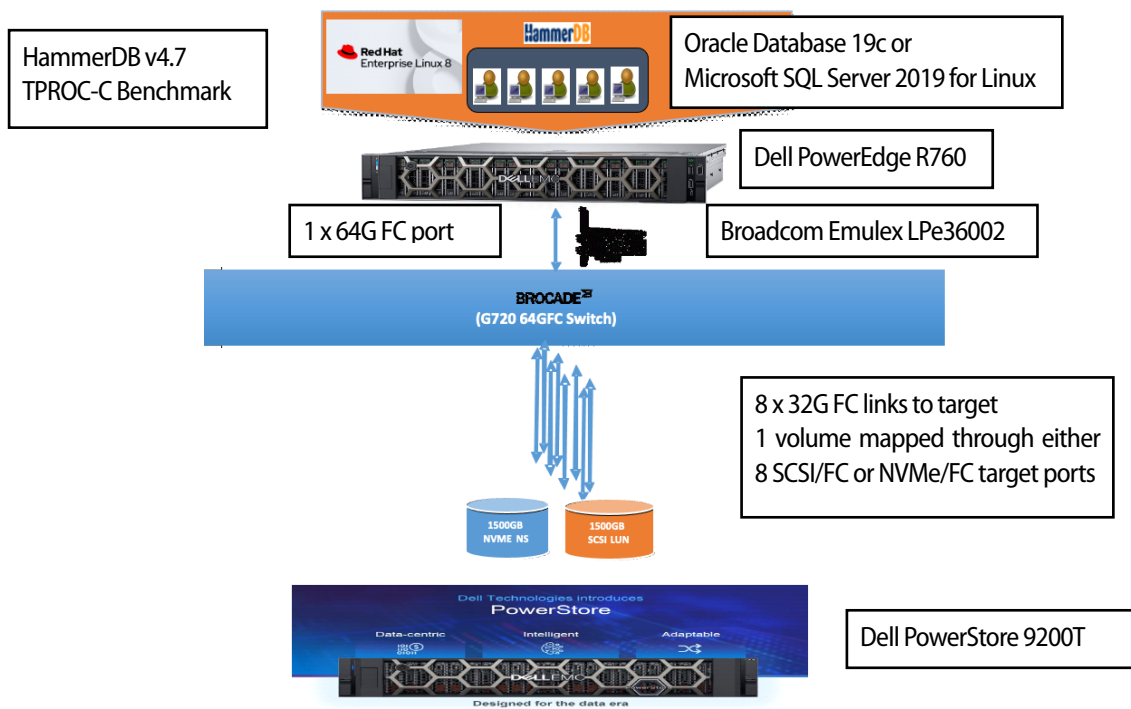 HammerDB v4.7
TPROC-C Benchmark
Red Hat
Enterprise Linux 8
HammerDB
Oracle Database 19c or
Microsoft SQL Server 2019 for Linux
DELLEMC
Dell PowerEdge R760
1 x 64G FC port
Broadcom Emulex LPe36002
BROCADE
(G720 64GFC Switch)
8 x 32G FC links to target
1 volume mapped through either
8 SCSI/FC or NVMe/FC target ports
1500GB
NVME NS
1500GB
SCSI LUN
Dell Technologies introduces
PowerStore
Data-centric
Intelligent
Adaptable
DELLEMC
Designed for the data era
Dell PowerStore 9200T